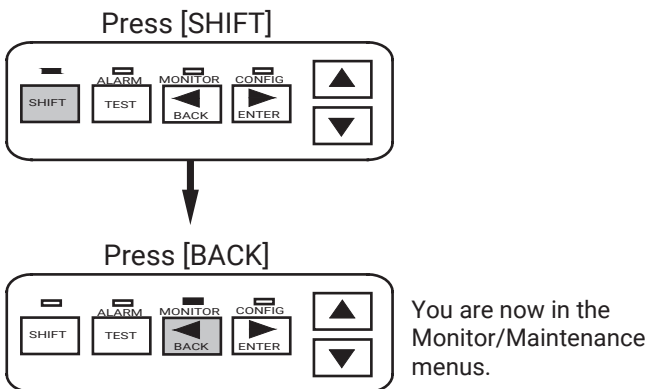 Press [SHIFT]
ALARM MONITOR CONFIG
SHIFT TEST BACK ENTER
Press [BACK]
ALARM MONITOR CONFIG
SHIFT TEST BACK ENTER
You are now in the
Monitor/Maintenance
menus.